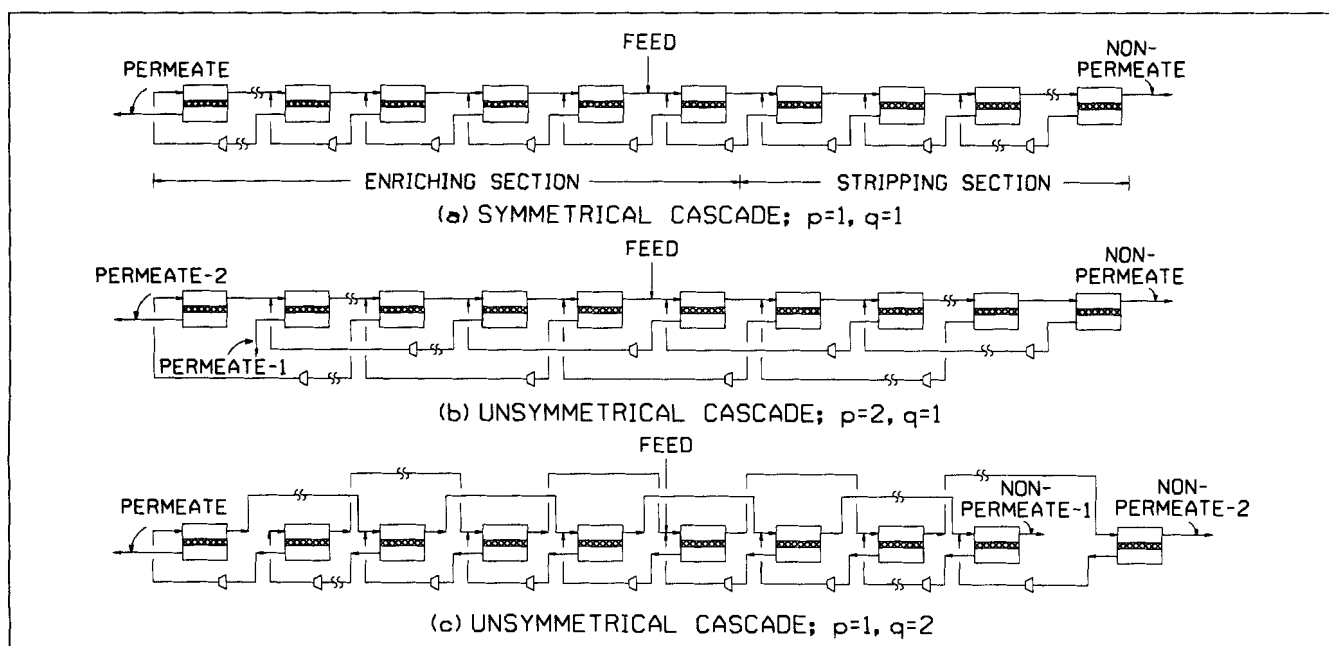 FEED
NON-
PERMEATE
PERMEATE
ENRICHING SECTION
STRIPPING SECTION
(a) SYMMETRICAL CASCADE; p=1, q=1
FEED
NON-
PERMEATE
PERMEATE-2
PERMEATE-1
(b) UNSYMMETRICAL CASCADE; p=2, q=1
FEED
PERMEATE
NON-
PERMEATE-1
NON-
PERMEATE-2
(c) UNSYMMETRICAL CASCADE; p=1, q=2